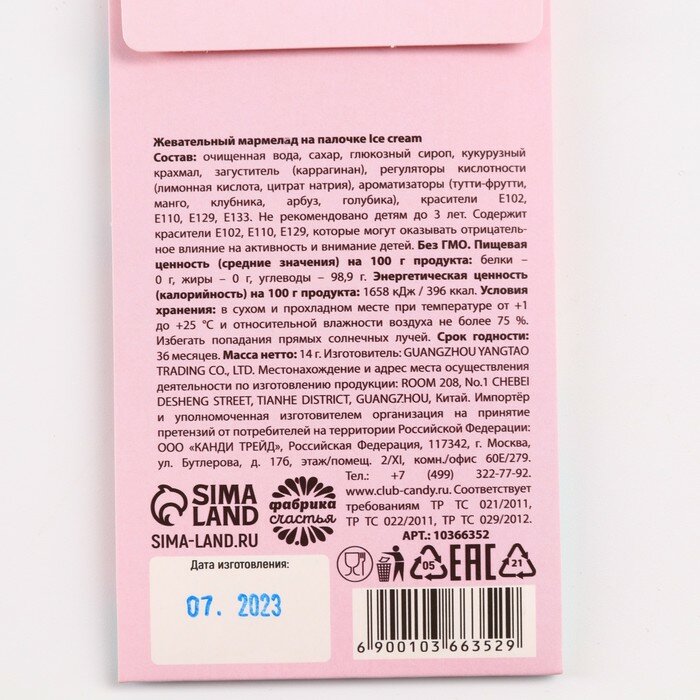 Жевательный мармелад на палочке Ice cream
Состав: очищенная вода, сахар, глюкозный сироп, кукурузный
крахмал, загуститель (каррагинан), регуляторы кислотности
(лимонная кислота, цитрат натрия), ароматизаторы (тутти-фрутти,
манго, клубника, арбуз, голубика), красители Е102,
Е110, Е129, Е133. Не рекомендовано детям до 3 лет. Содержит
красители Е102, Е110, Е129, которые могут оказывать отрицатель-
ное влияние на активность и внимание детей. Без ГМО. Пищевая
ценность (средние значения) на 100 г продукта: белки –
0 г, жиры – 0 г, углеводы – 98,9 г. Энергетическая ценность
(калорийность) на 100 г продукта: 1658 кДж / 396 ккал. Условия
хранения: в сухом и прохладном месте при температуре от +1
до +25 °С и относительной влажности воздуха не более 75 %.
Избегать попадания прямых солнечных лучей. Срок годности:
36 месяцев. Масса нетто: 14 г. Изготовитель: GUANGZHOU YANGTAO
TRADING CO., LTD. Местонахождение и адрес места осуществления
деятельности по изготовлению продукции: ROOM 208, No.1 CHEBEI
DESHENG STREET, TIANHE DISTRICT, GUANGZHOU, Китай. Импортёр
и уполномоченная изготовителем организация на принятие
претензий от потребителей на территории Российской Федерации:
ООО «КАНДИ ТРЕЙД», Российская Федерация, 117342, г. Москва,
ул. Бутлерова, д. 17б, этаж/помещ. 2/XI, комн./офис 60Е/279.
Тел.: +7 (499) 322-77-92.
www.club-candy.ru. Соответствует
требованиям ТР ТС 021/2011,
ТР ТС 022/2011, ТР ТС 029/2012.
АРТ.: 10366352
SIMA
LAND
SIMA-LAND.RU
фабрика
счастья
05
EAC
21
Дата изготовления:
07. 2023
6 900103 663529